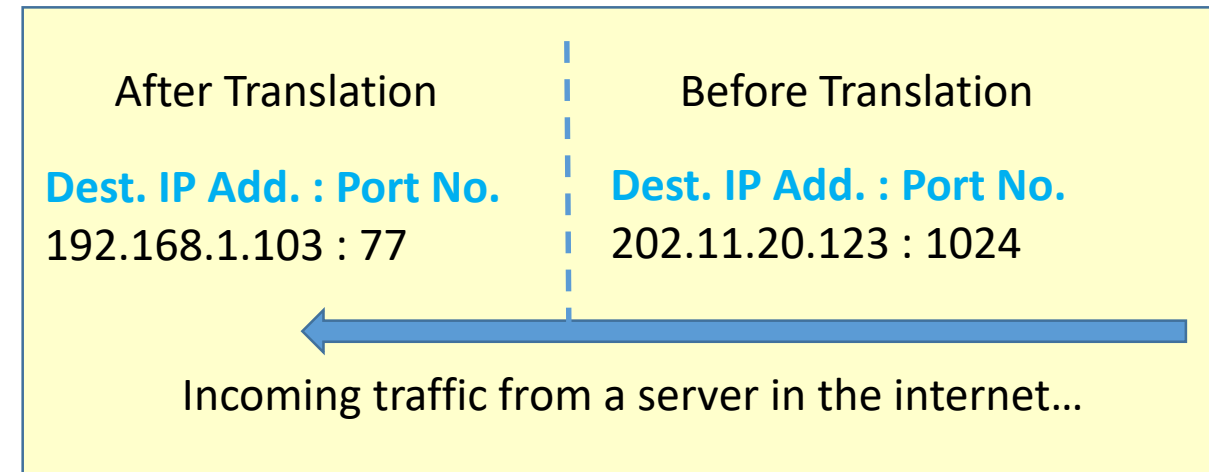 After Translation
Dest. IP Add. : Port No.
192.168.1.103 : 77
Before Translation
Dest. IP Add. : Port No.
202.11.20.123 : 1024
Incoming traffic from a server in the internet…